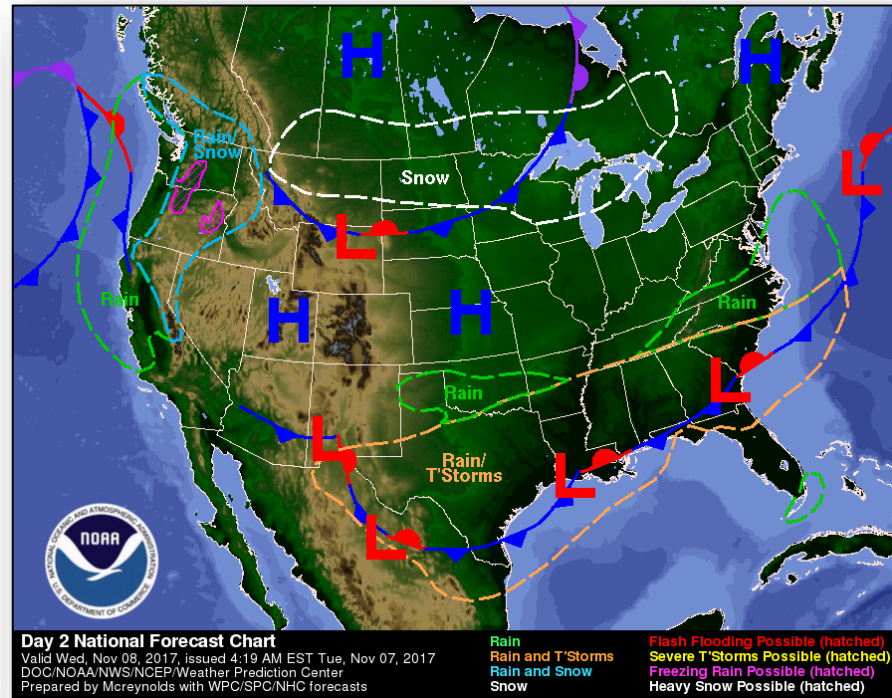 H
H
Rain/
Snow
L
Snow
L
Rain
H
H
Rain
Rain
L
L
Rain/
T'Storms
L
L
NATIONAL OCEANIC AND ATMOSPHERIC ADMINISTRATION
NOAA
U.S. DEPARTMENT OF COMMERCE
Day 2 National Forecast Chart
Valid Wed, Nov 08, 2017, issued 4:19 AM EST Tue, Nov 07, 2017
DOC/NOAA/NWS/NCEP/Weather Prediction Center
Prepared by Mcreynolds with WPC/SPC/NHC forecasts
Rain
Rain and T'Storms
Rain and Snow
Snow
Flash Flooding Possible (hatched)
Severe T'Storms Possible (hatched)
Freezing Rain Possible (hatched)
Heavy Snow Possible (hatched)